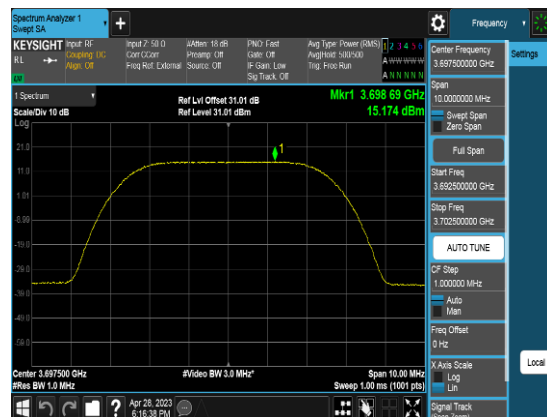 Spectrum Analyzer 1
Swept SA
+
Frequency
KEYSIGHT
Input: RF
Input Z: 50 Ω
#Atten: 18 dB
PNO: Fast
Avg Type: Power (RMS)
1 2 3 4 5 6
RL
Coupling: DC
Corr CCorr
Preamp: Off
Gate: Off
Avg|Hold: 500/500
A W W W W W
Align: Off
Freq Ref: External
Source: Off
IF Gain: Low
Trig: Free Run
Sig Track: Off
A N N N N N
1 Spectrum
Ref Lvl Offset 31.01 dB
Mkr1 3.698 69 GHz
Scale/Div 10 dB
Ref Level 31.01 dBm
15.174 dBm
Log
21.0
11.0
1.01
-8.99
-19.0
-29.0
-39.0
-49.0
-59.0
1
Center 3.697500 GHz
#Video BW 3.0 MHz*
Span 10.00 MHz
#Res BW 1.0 MHz
Sweep 1.00 ms (1001 pts)
Apr 28, 2023
6:16:38 PM
?
Center Frequency
3.697500000 GHz
Settings
Span
10.0000000 MHz
Swept Span
Zero Span
Full Span
Start Freq
3.692500000 GHz
Stop Freq
3.702500000 GHz
AUTO TUNE
CF Step
1.000000 MHz
Auto
Man
Freq Offset
0 Hz
X Axis Scale
Log
Lin
Local
Signal Track
(Span Zoom)